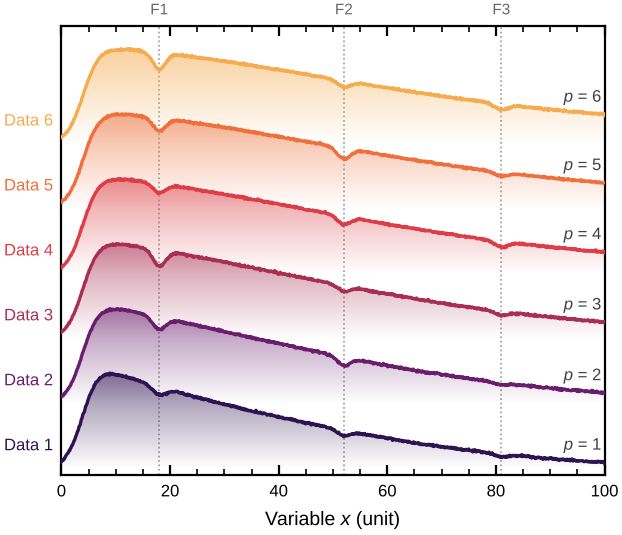 F1 F2 F3
p = 6
Data 6
p = 5
Data 5
p = 4
Data 4
p = 3
Data 3
p = 2
Data 2
p = 1
Data 1
0 20 40 60 80 100
Variable x (unit)